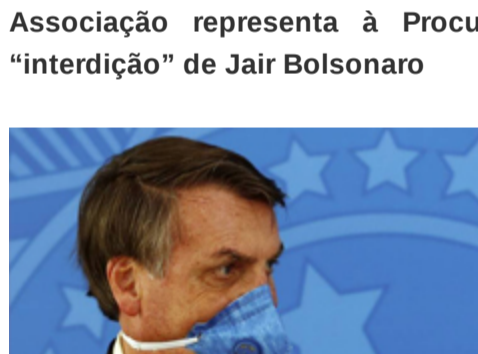 Associação representa à Procu
“interdição” de Jair Bolsonaro